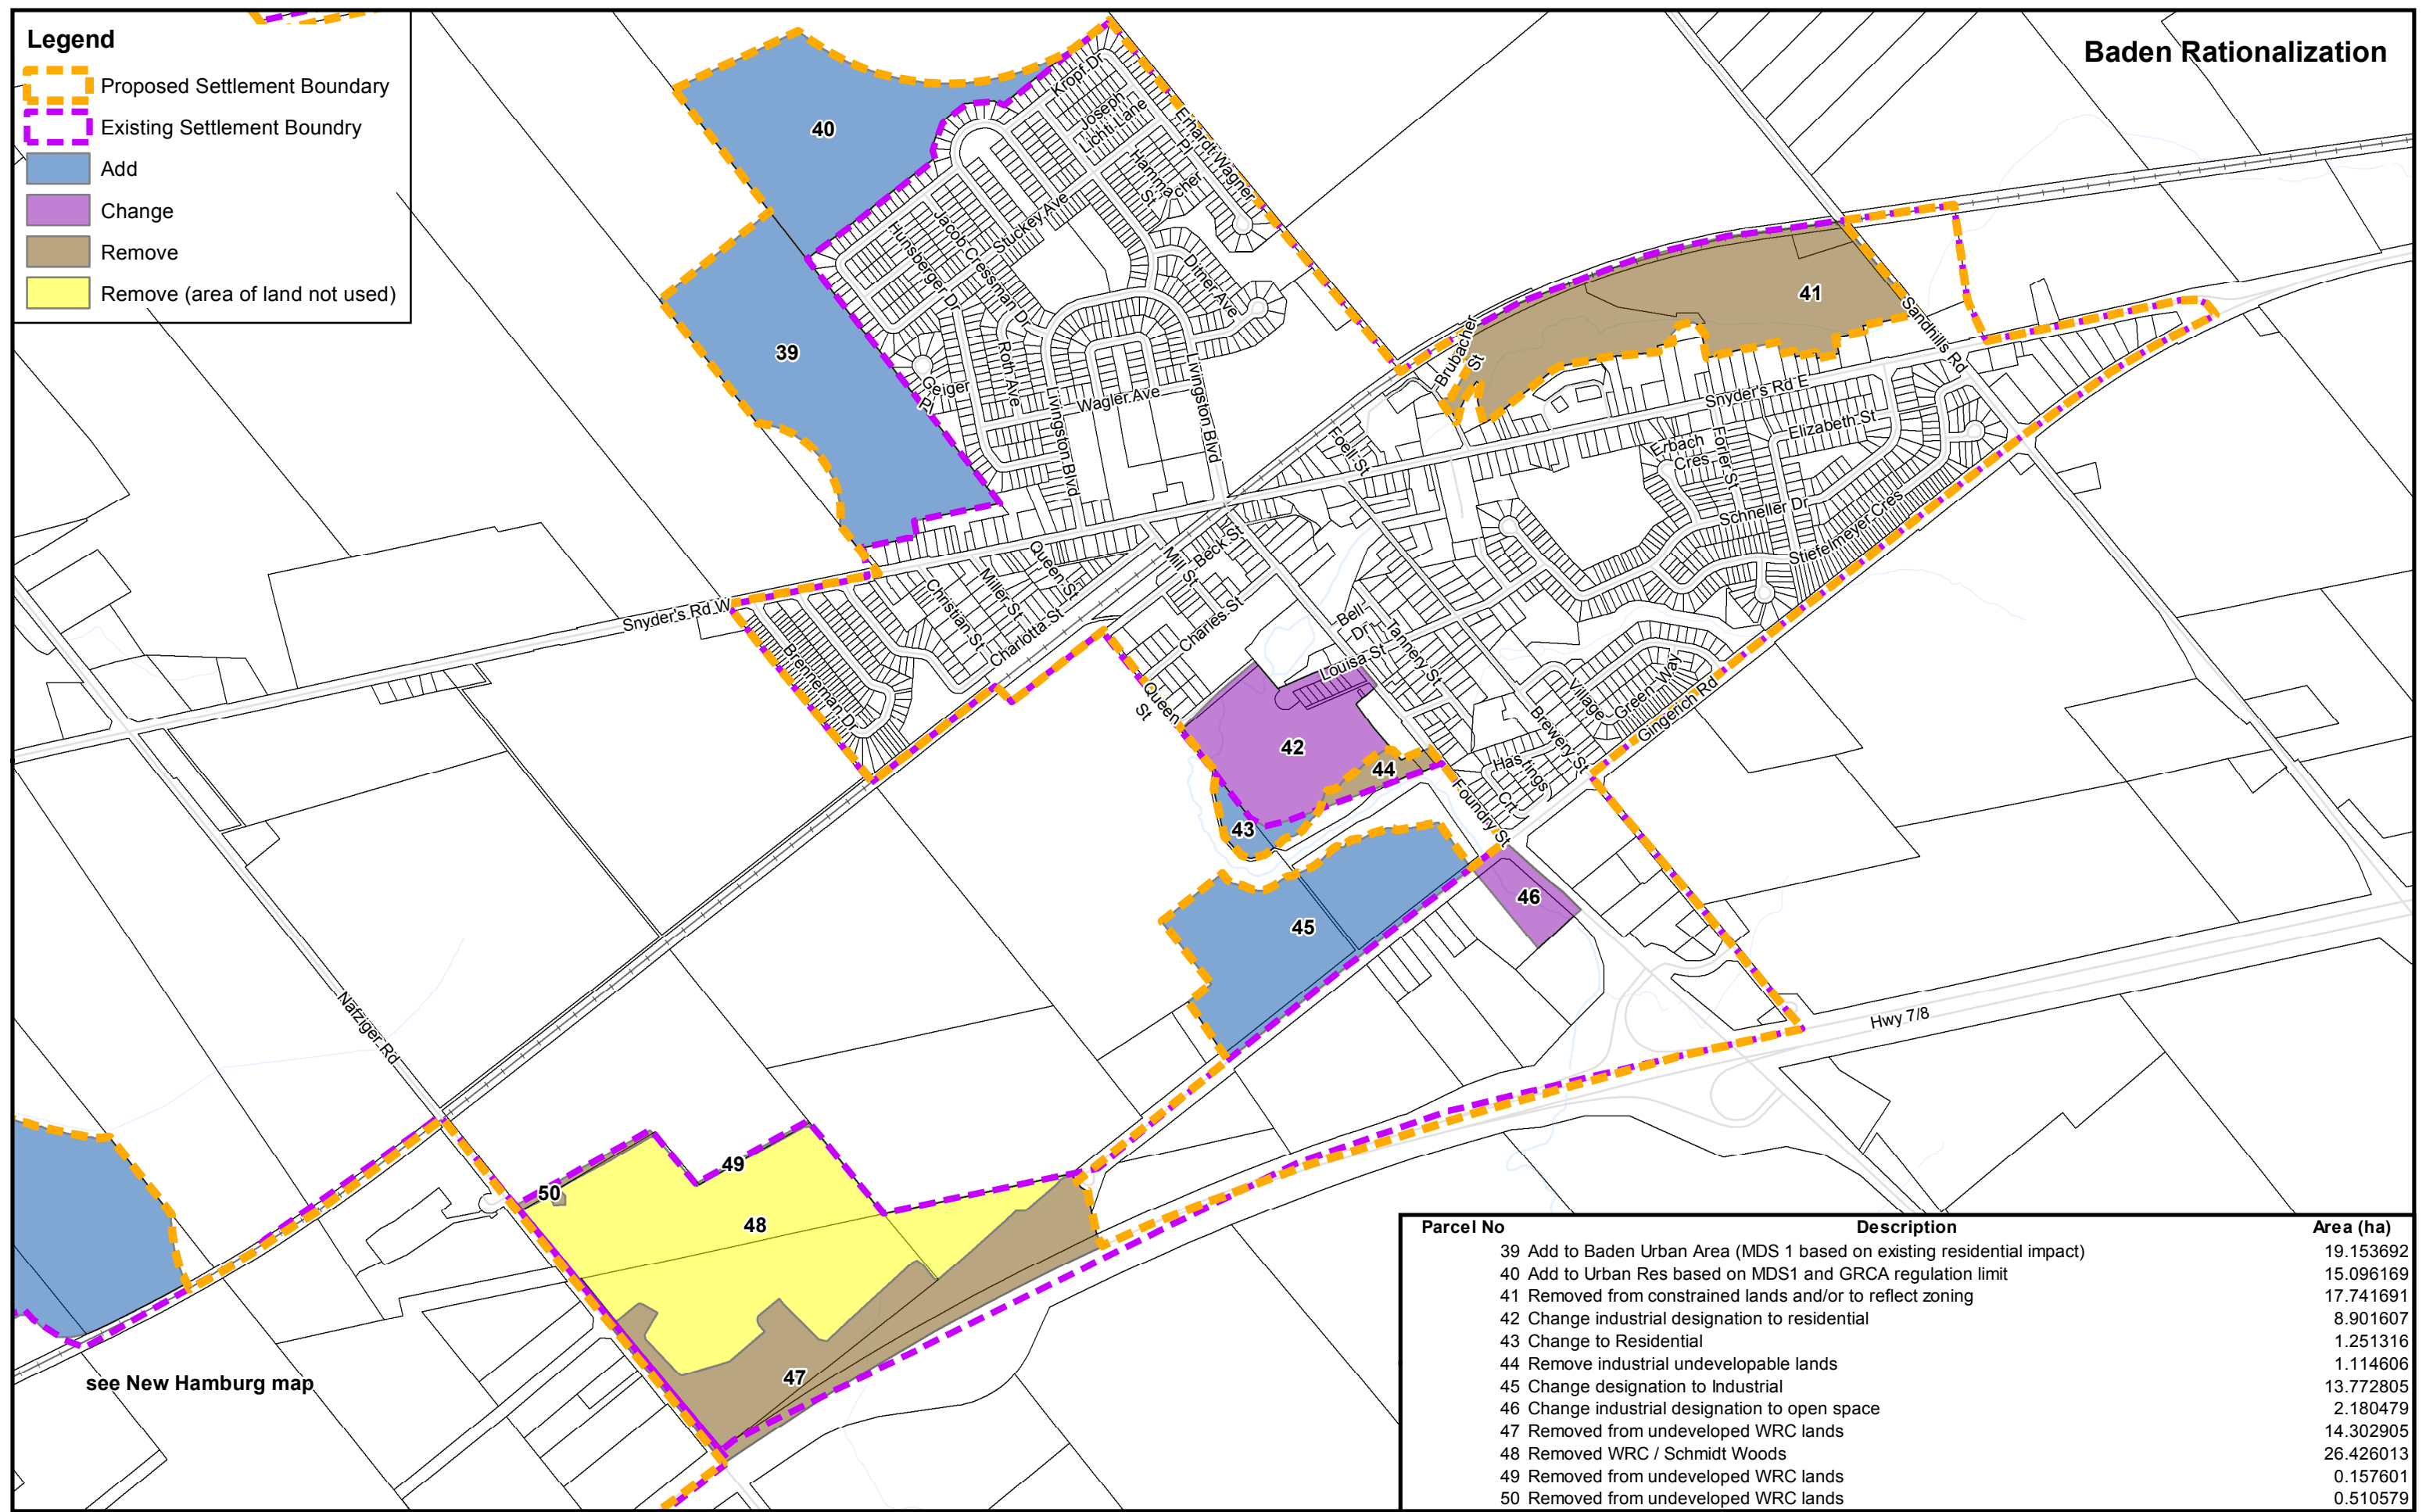 Legend
Proposed Settlement Boundary
Existing Settlement Boundry
Add
Change
Remove
Remove (area of land not used)
Baden Rationalization
Kropf Dr
Joseph
Lichti Lane
Erhardt Wagner
Pl
Hammacher
St
40
Stuckey Ave
Jacob Cressman Dr
Hunsberger Dr
Ditner Ave
41
Sandhills Rd
Brubacher
St
39
Geiger
Pl
Roth Ave
Livingston Blvd
Wagler Ave
Livingston Blvd
Snyder's Rd E
Foell St
Erbach
Cres
Forler St
Elizabeth St
Schneller Dr
Stiefelmeyer Cres
Snyder's Rd W
Queen St
Mill St
Beck St
Miller St
Christian St
Charlotta St
Charles St
Brenneman Dr
Bell
Dr
Tannery St
Louisa St
Queen
St
42
44
43
Village
Green Way
Gingerich Rd
Brewery St
Hastings
Crt
Foundry St
46
45
Hwy 7/8
Nafziger Rd
49
50
48
47
see New Hamburg map
Parcel No Description Area (ha)
39 Add to Baden Urban Area (MDS 1 based on existing residential impact) 19.153692
40 Add to Urban Res based on MDS1 and GRCA regulation limit 15.096169
41 Removed from constrained lands and/or to reflect zoning 17.741691
42 Change industrial designation to residential 8.901607
43 Change to Residential 1.251316
44 Remove industrial undevelopable lands 1.114606
45 Change designation to Industrial 13.772805
46 Change industrial designation to open space 2.180479
47 Removed from undeveloped WRC lands 14.302905
48 Removed WRC / Schmidt Woods 26.426013
49 Removed from undeveloped WRC lands 0.157601
50 Removed from undeveloped WRC lands 0.510579